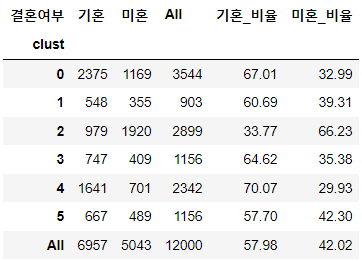 결혼여부 기혼 미혼 All 기혼_비율 미혼_비율
clust
0 2375 1169 3544 67.01 32.99
1 548 355 903 60.69 39.31
2 979 1920 2899 33.77 66.23
3 747 409 1156 64.62 35.38
4 1641 701 2342 70.07 29.93
5 667 489 1156 57.70 42.30
All 6957 5043 12000 57.98 42.02